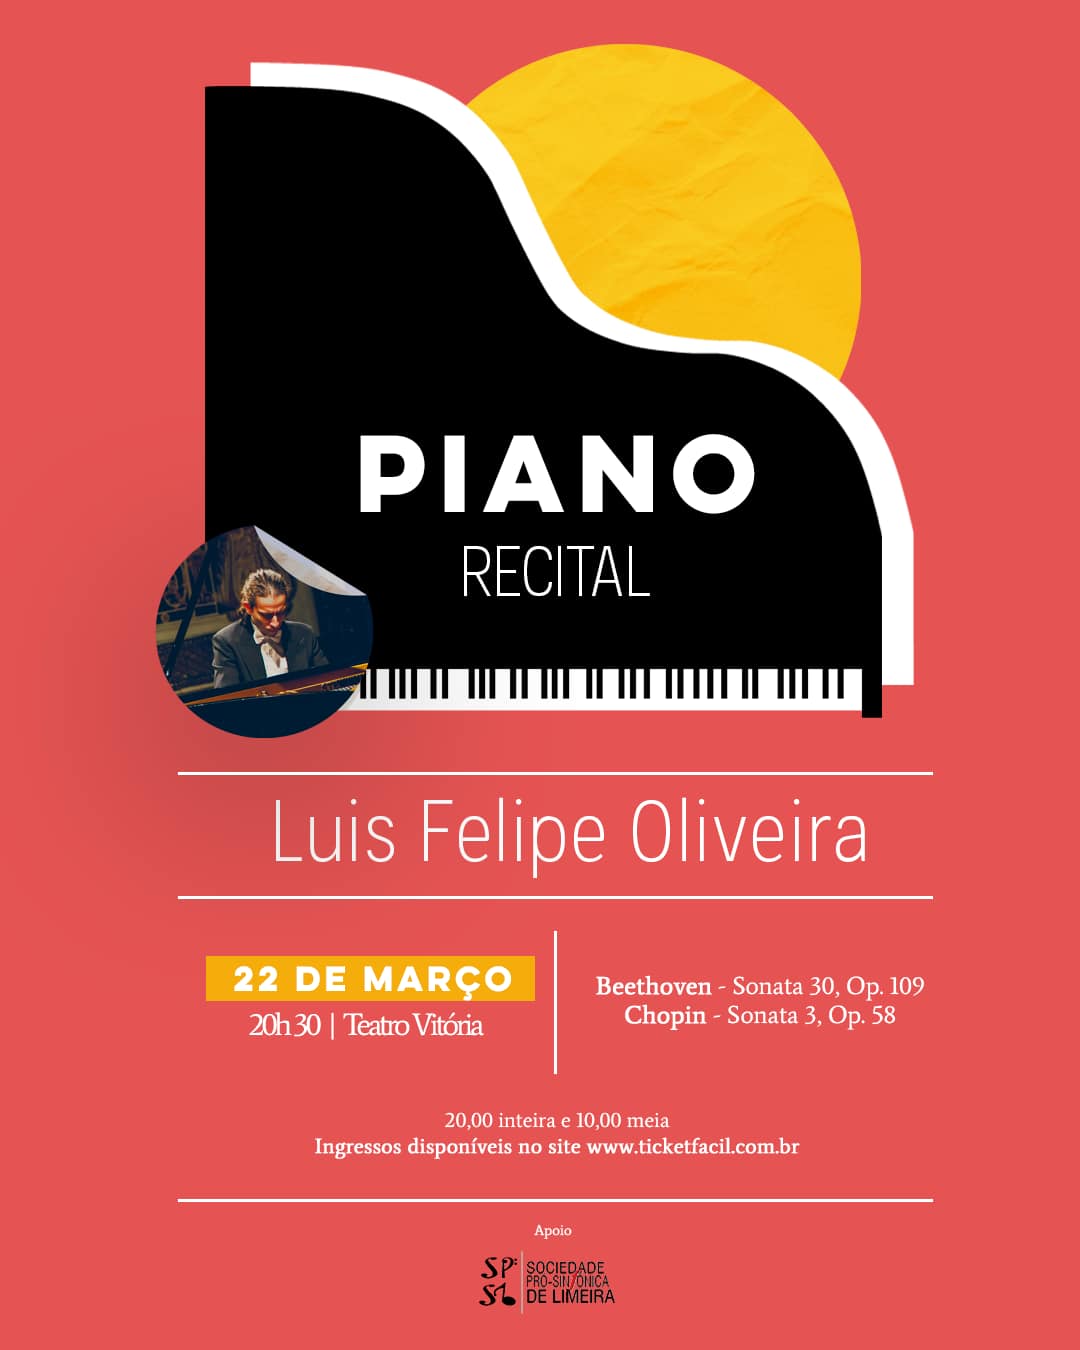 PIANO
RECITAL
Luis Felipe Oliveira
22 DE MARÇO
20h30 | Teatro Vitória
Beethoven - Sonata 30, Op. 109
Chopin - Sonata 3, Op. 58
20,00 inteira e 10,00 meia
Ingressos disponíveis no site www.ticketfacil.com.br
Apoio
SOCIEDADE
PRÓ-SINFÔNICA
DE LIMEIRA